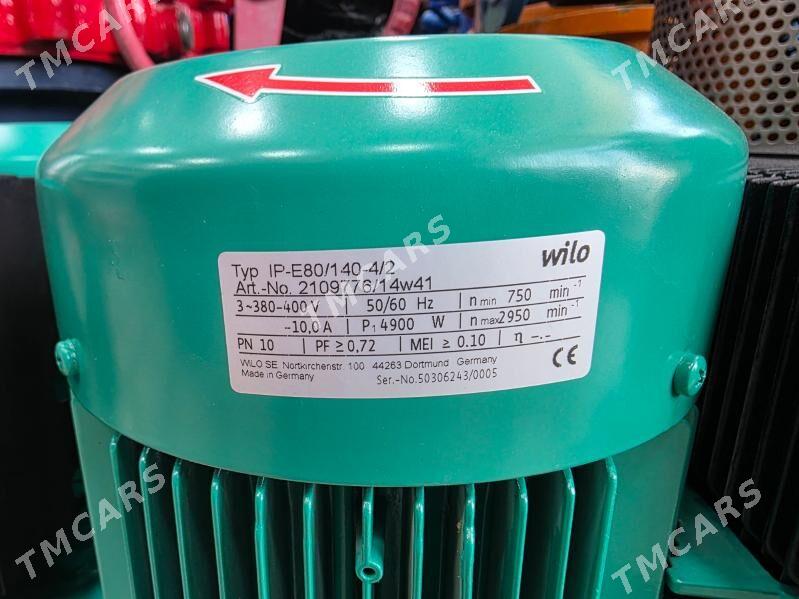 TMCARS TMCARS TMCARS
wilo
Typ IP-E80/140-4/2
Art.-No. 2109776/14w41
3~380-400 V 50/60 Hz n min 750 min⁻¹
-10,0 A P₁ 4900 W n max 2950 min⁻¹
PN 10 PF ≥ 0,72 MEI ≥ 0.10 η -.-
WILO SE Nortkirchenstr. 100 44263 Dortmund Germany
Made in Germany Ser.-No.50306243/0005 CE
TMCARS
TMCARS TMCARS TMCARS